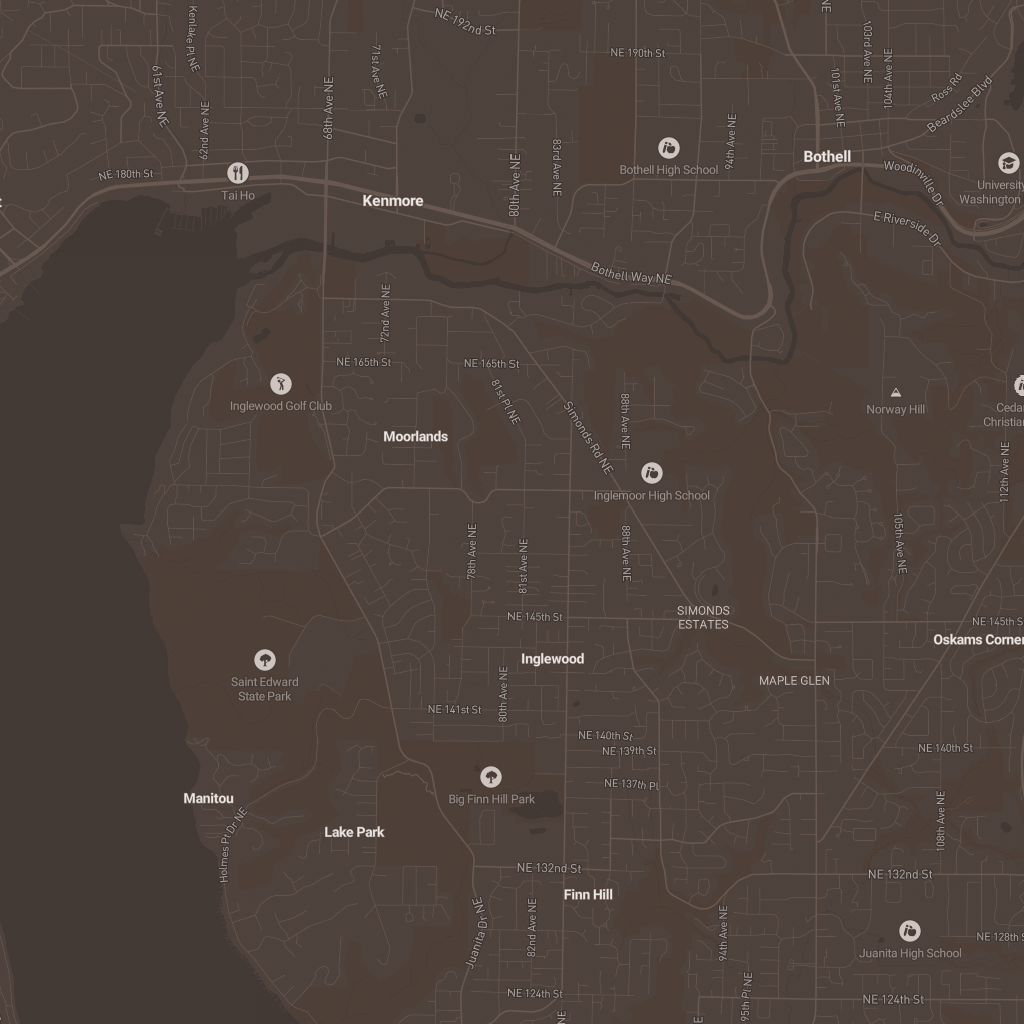 NE 192nd St
NE 190th St
Kenlake Pl NE
61st Ave NE
62nd Ave NE
71st Ave NE
68th Ave NE
80th Ave NE
83rd Ave NE
94th Ave NE
NE
101st Ave NE
103rd Ave NE
104th Ave NE
Ross Rd
Beardslee Blvd
Bothell High School
Bothell
Woodinville Dr
University
Washington
E Riverside Dr
NE 180th St
Tai Ho
Kenmore
Bothell Way NE
72nd Ave NE
NE 165th St
NE 165th St
81st Pl NE
Simonds Rd NE
88th Ave NE
Inglewood Golf Club
Norway Hill
Cedar
Christian
Moorlands
Inglemoor High School
112th Ave NE
78th Ave NE
81st Ave NE
88th Ave NE
105th Ave NE
NE 145th St
SIMONDS
ESTATES
NE 145th S
Oskams Corner
Inglewood
Saint Edward
State Park
80th Ave NE
MAPLE GLEN
NE 141st St
NE 140th St
NE 139th St
NE 140th St
Big Finn Hill Park
NE 137th Pl
Manitou
Holmes Pt Dr NE
Lake Park
108th Ave NE
NE 132nd St
NE 132nd St
Finn Hill
Juanita Dr NE
82nd Ave NE
94th Ave NE
Juanita High School
NE 128th S
NE 124th St
95th Pl NE
NE 124th St
NE
E